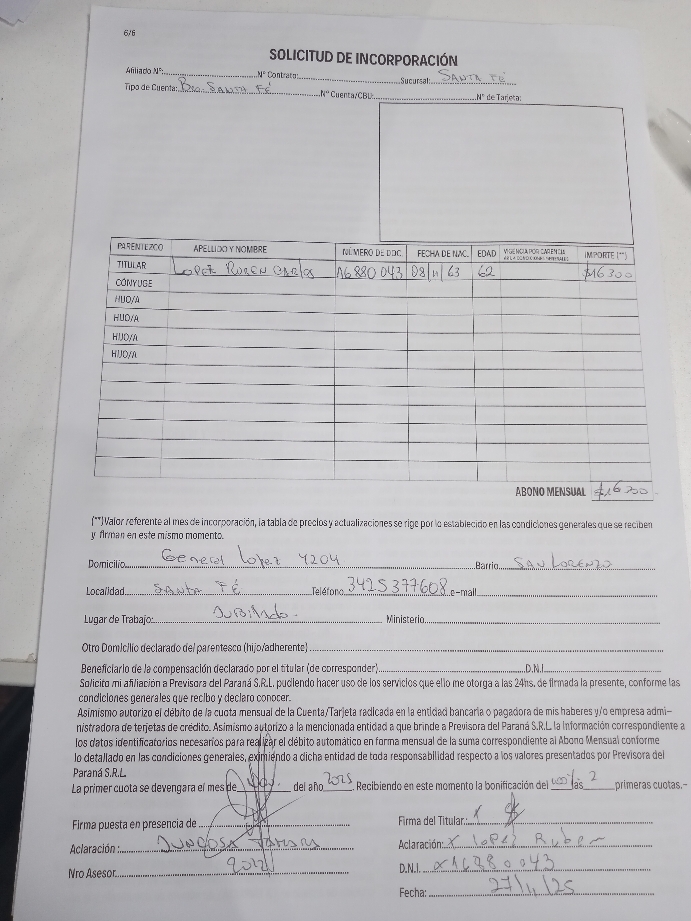 6/6
SOLICITUD DE INCORPORACIÓN
Afiliado Nº: Nº Contrato: Sucursal: SANTA FÉ
Tipo de Cuenta: Bco. SANTA FÉ Nº Cuenta/CBU: Nº de Tarjeta:
PARENTEZCO APELLIDO Y NOMBRE NÚMERO DE DOC. FECHA DE NAC. EDAD VIGENCIA POR CARENCIA IMPORTE (**)
TITULAR LOPEZ RUBEN CARLOS 16880043 08/11/63 62 $16300
CÓNYUGE
HIJO/A
HIJO/A
HIJO/A
HIJO/A
ABONO MENSUAL $16300
(**)Valor referente al mes de incorporación, la tabla de precios y actualizaciones se rige por lo establecido en las condiciones generales que se reciben
y firman en este mismo momento.
Domicilio General Lopez 4204 Barrio SAN LORENZO
Localidad SANTA FÉ Teléfono 3425377608 e-mail
Lugar de Trabajo: Jubilado. Ministerio
Otro Domicilio declarado del parentesco (hijo/adherente)
Beneficiario de la compensación declarado por el titular (de corresponder) D.N.I.
Solicito mi afiliación a Previsora del Paraná S.R.L. pudiendo hacer uso de los servicios que ello me otorga a las 24hs. de firmada la presente, conforme las
condiciones generales que recibo y declaro conocer.
Asimismo autorizo el débito de la cuota mensual de la Cuenta/Tarjeta radicada en la entidad bancaria o pagadora de mis haberes y/o empresa admi-
nistradora de terjetas de crédito. Asimismo autorizo a la mencionada entidad a que brinde a Previsora del Paraná S.R.L. la Información correspondiente a
los datos identificatorios necesarios para realizar el débito automático en forma mensual de la suma correspondiente al Abono Mensual conforme
lo detallado en las condiciones generales, eximiendo a dicha entidad de toda responsabilidad respecto a los valores presentados por Previsora del
Paraná S.R.L.
La primer cuota se devengara el mes de del año 2025. Recibiendo en este momento la bonificación del las 2 primeras cuotas.-
Firma puesta en presencia de Firma del Titular: X
Aclaración: Aclaración: X Lopez Ruben
Nro Asesor D.N.I. X 16880043
Fecha: 27/11/25